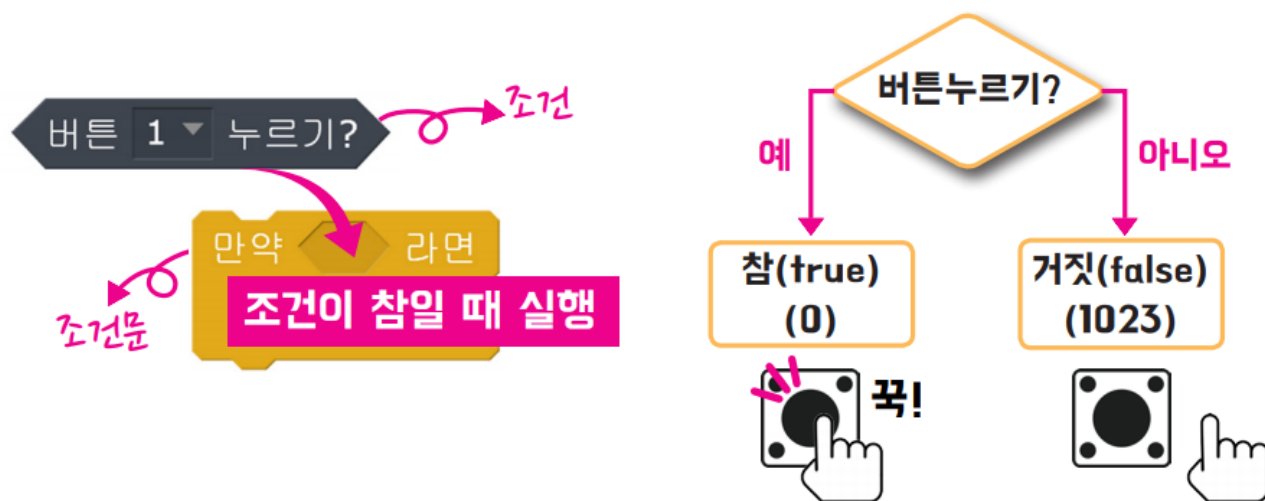 버튼 1 누르기?
조건
만약 라면
조건이 참일 때 실행
조건문
버튼누르기?
예
아니오
참(true)
(0)
거짓(false)
(1023)
꾹!